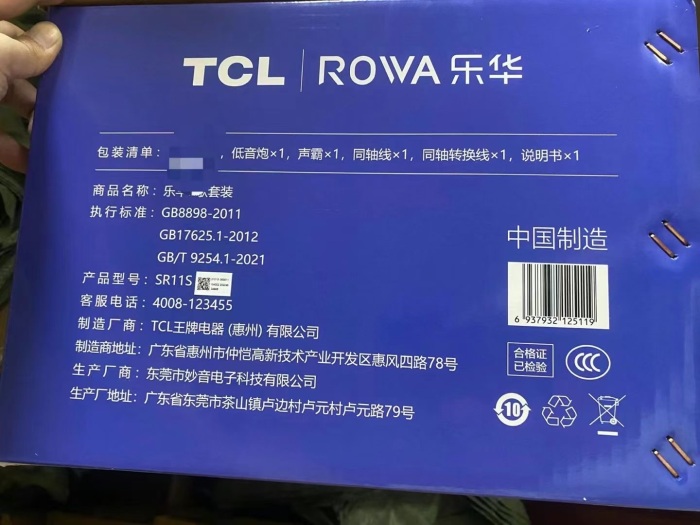 TCL | ROWA 乐华
包装清单： ，低音炮×1，声霸×1，同轴线×1，同轴转换线×1，说明书×1
商品名称：乐 套装
执行标准：GB8898-2011
GB17625.1-2012
GB/T 9254.1-2021
产品型号：SR11S
客服电话：4008-123455
制造厂商：TCL王牌电器（惠州）有限公司
制造商地址：广东省惠州市仲恺高新技术产业开发区惠风四路78号
生产厂商：东莞市妙音电子科技有限公司
生产厂地址：广东省东莞市茶山镇卢边村卢元村卢元路79号
中国制造
6 937932 125119
合格证
已检验
CCC
10